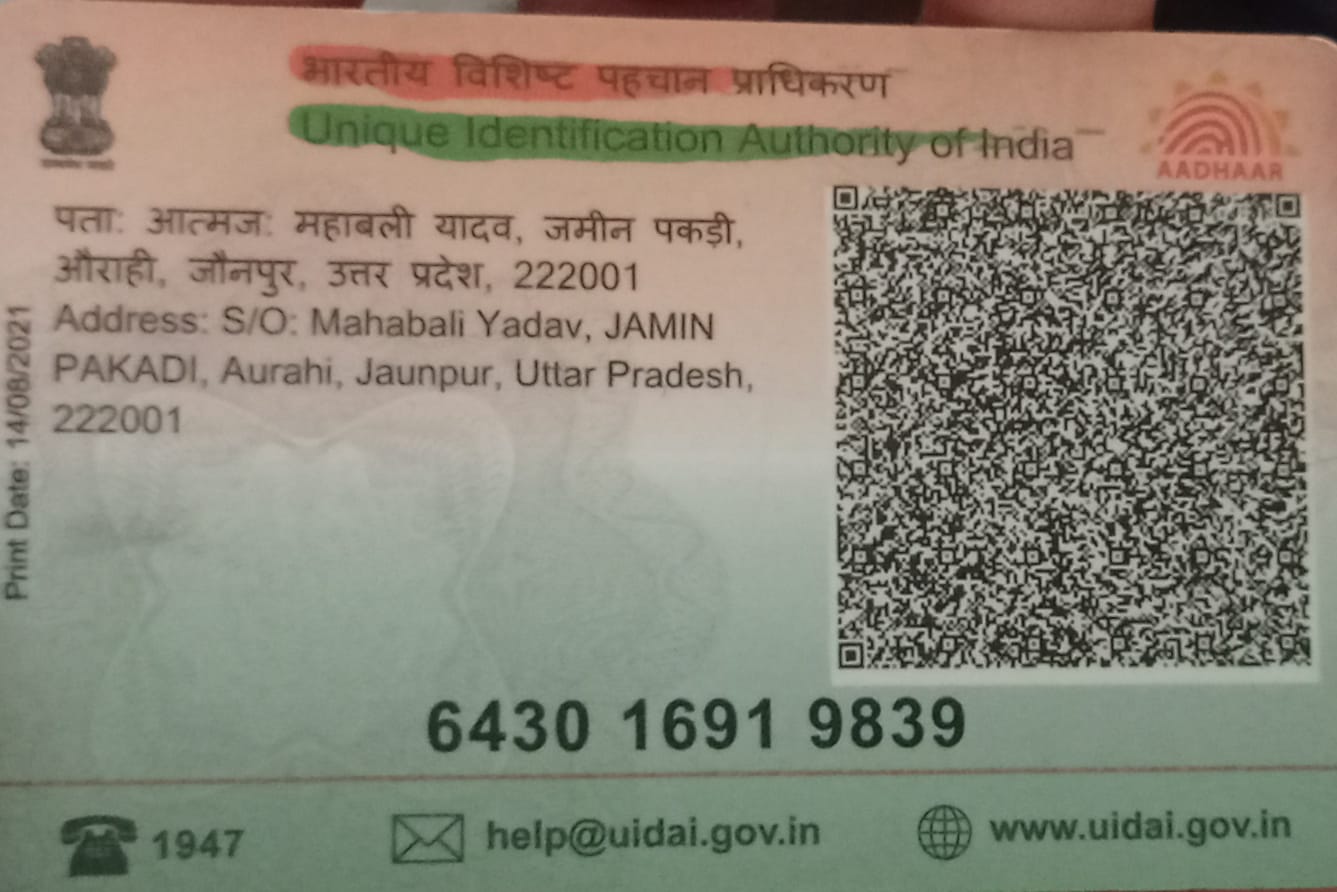 भारतीय विशिष्ट पहचान प्राधिकरण
Unique Identification Authority of India
AADHAAR
पता: आत्मज: महाबली यादव, जमीन पकड़ी,
औराही, जौनपुर, उत्तर प्रदेश, 222001
Address: S/O: Mahabali Yadav, JAMIN
PAKADI, Aurahi, Jaunpur, Uttar Pradesh,
222001
Print Date: 14/08/2021
6430 1691 9839
1947
help@uidai.gov.in
www.uidai.gov.in